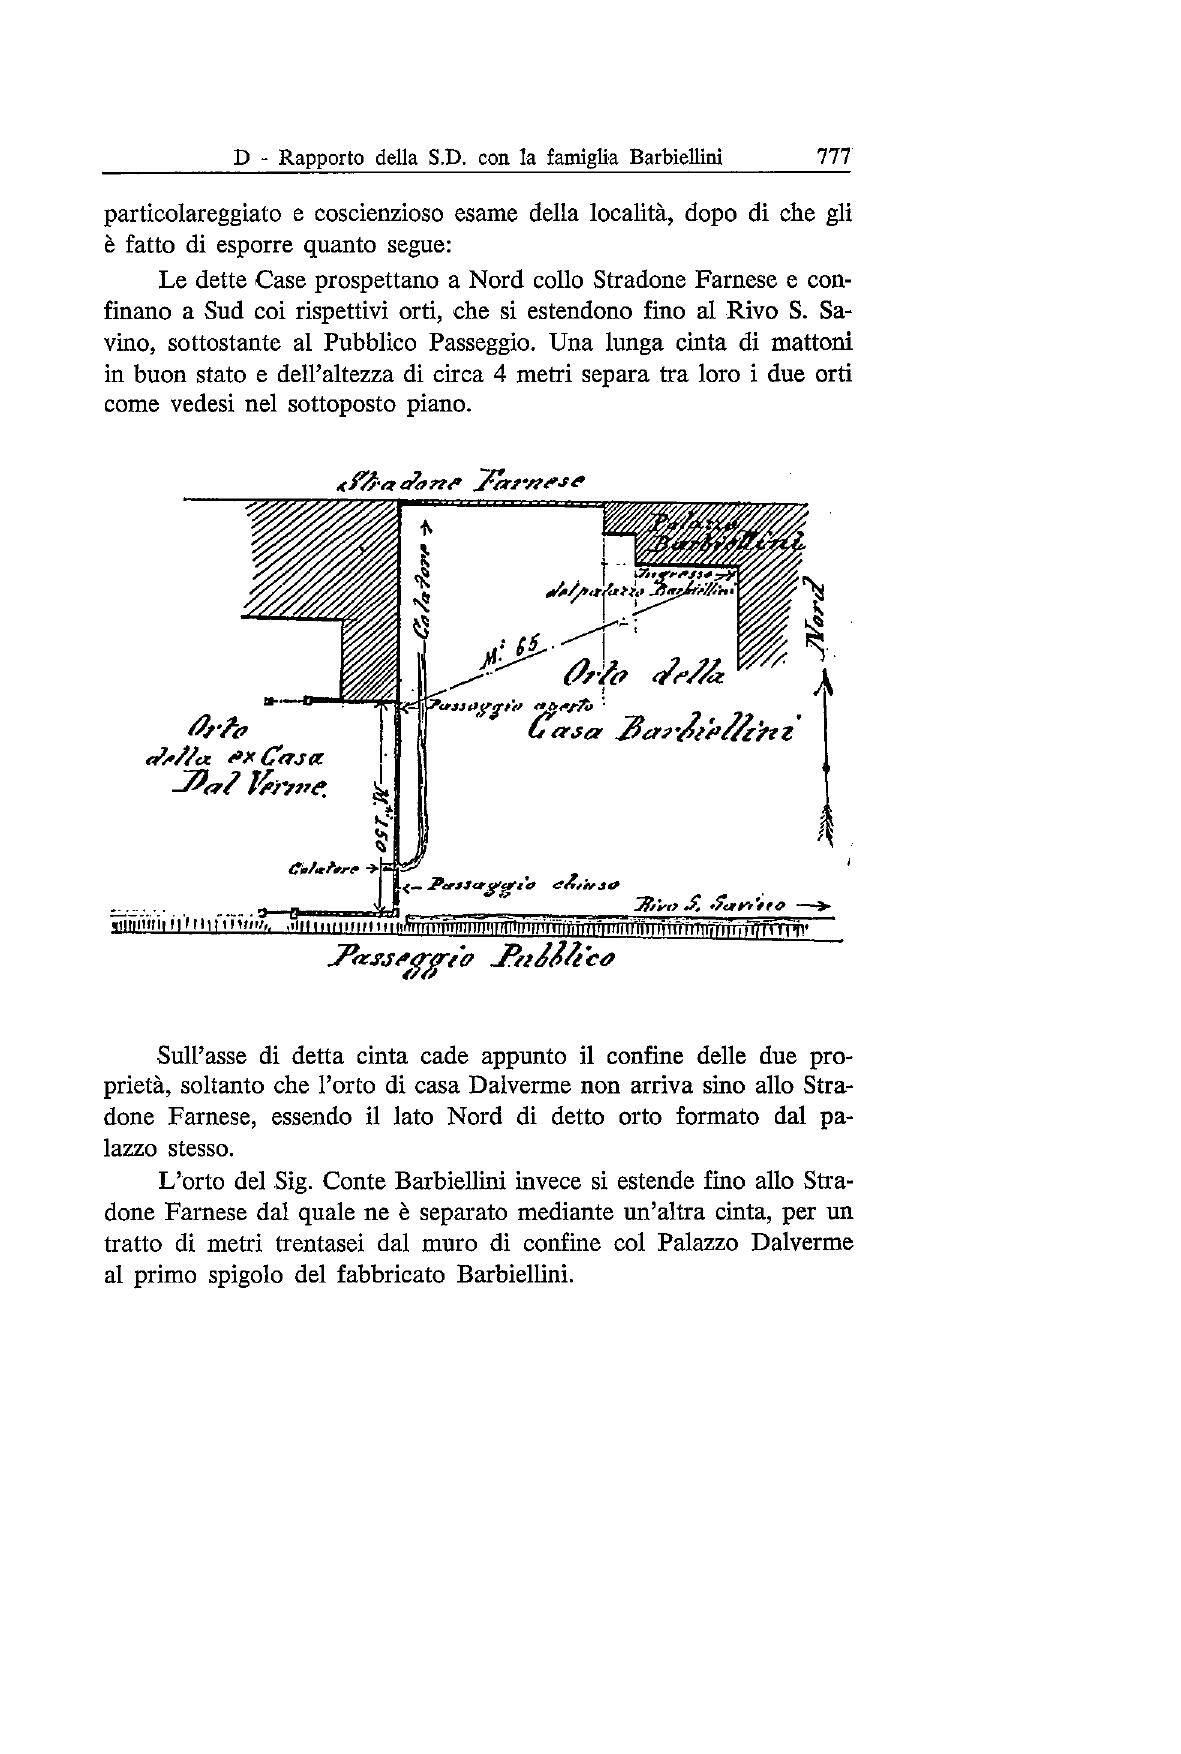 D - Rapporto della S.D. con la famiglia Barbiellini 777
particolareggiato e coscienzioso esame della località, dopo di che gli
è fatto di esporre quanto segue:
Le dette Case prospettano a Nord collo Stradone Farnese e con-
finano a Sud coi rispettivi orti, che si estendono fino al Rivo S. Sa-
vino, sottostante al Pubblico Passeggio. Una lunga cinta di mattoni
in buon stato e dell'altezza di circa 4 metri separa tra loro i due orti
come vedesi nel sottoposto piano.
Stradone Farnese
Palazzo
Barbiellini
Ingresso
del palazzo Barbiellini
Colatore
Nord
M.i 65
Orto della
Passaggio aperto
Casa Barbiellini
Orto
della ex Casa
Dal Verme.
M.i 150
Colatore
Passaggio chiuso
Rivo S. Savino
Passeggio Pubblico
Sull'asse di detta cinta cade appunto il confine delle due pro-
prietà, soltanto che l'orto di casa Dalverme non arriva sino allo Stra-
done Farnese, essendo il lato Nord di detto orto formato dal pa-
lazzo stesso.
L'orto del Sig. Conte Barbiellini invece si estende fino allo Stra-
done Farnese dal quale ne è separato mediante un'altra cinta, per un
tratto di metri trentasei dal muro di confine col Palazzo Dalverme
al primo spigolo del fabbricato Barbiellini.